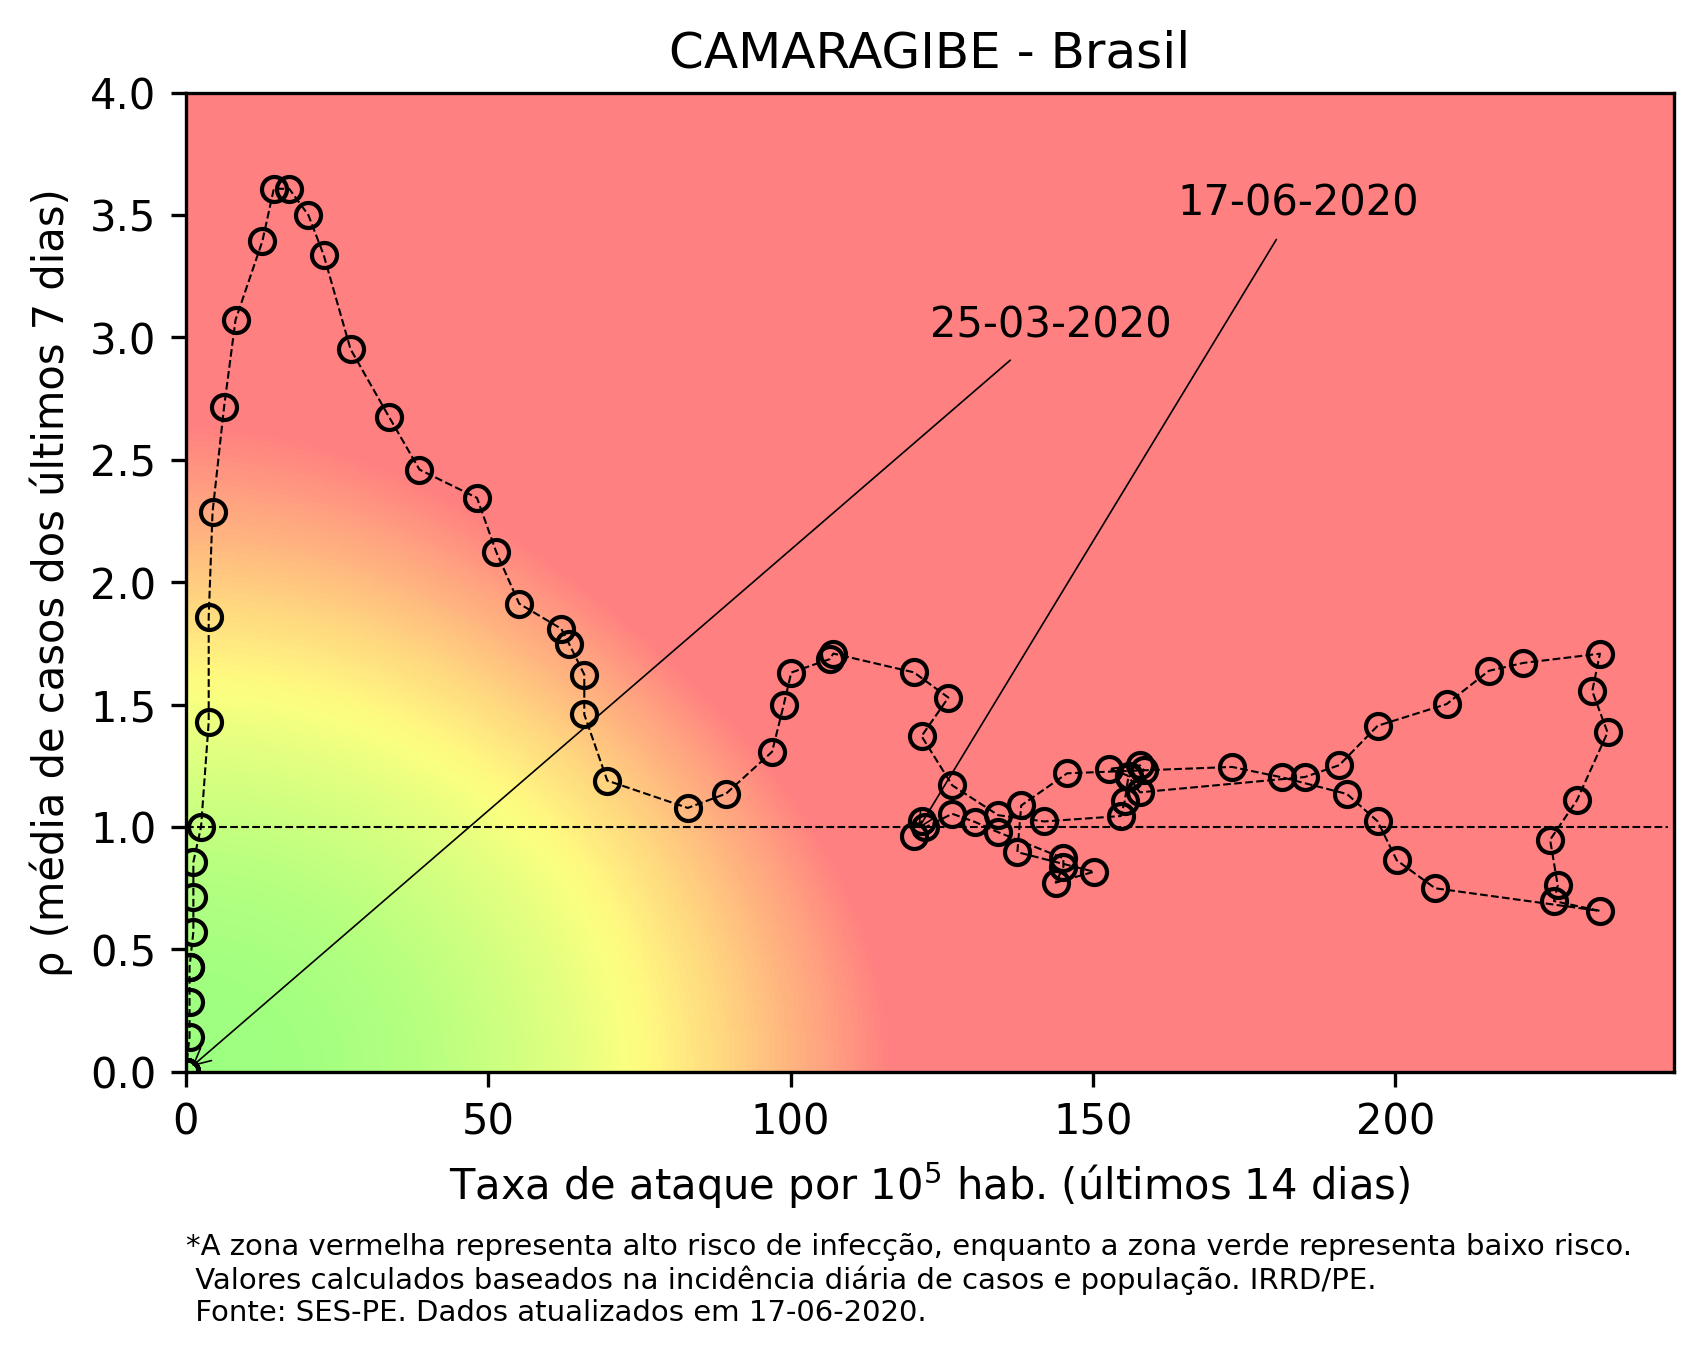 CAMARAGIBE - Brasil
4.0
3.5
3.0
2.5
2.0
1.5
1.0
0.5
0.0
ρ (média de casos dos últimos 7 dias)
17-06-2020
25-03-2020
0 50 100 150 200
Taxa de ataque por 10⁵ hab. (últimos 14 dias)
*A zona vermelha representa alto risco de infecção, enquanto a zona verde representa baixo risco.
Valores calculados baseados na incidência diária de casos e população. IRRD/PE.
Fonte: SES-PE. Dados atualizados em 17-06-2020.